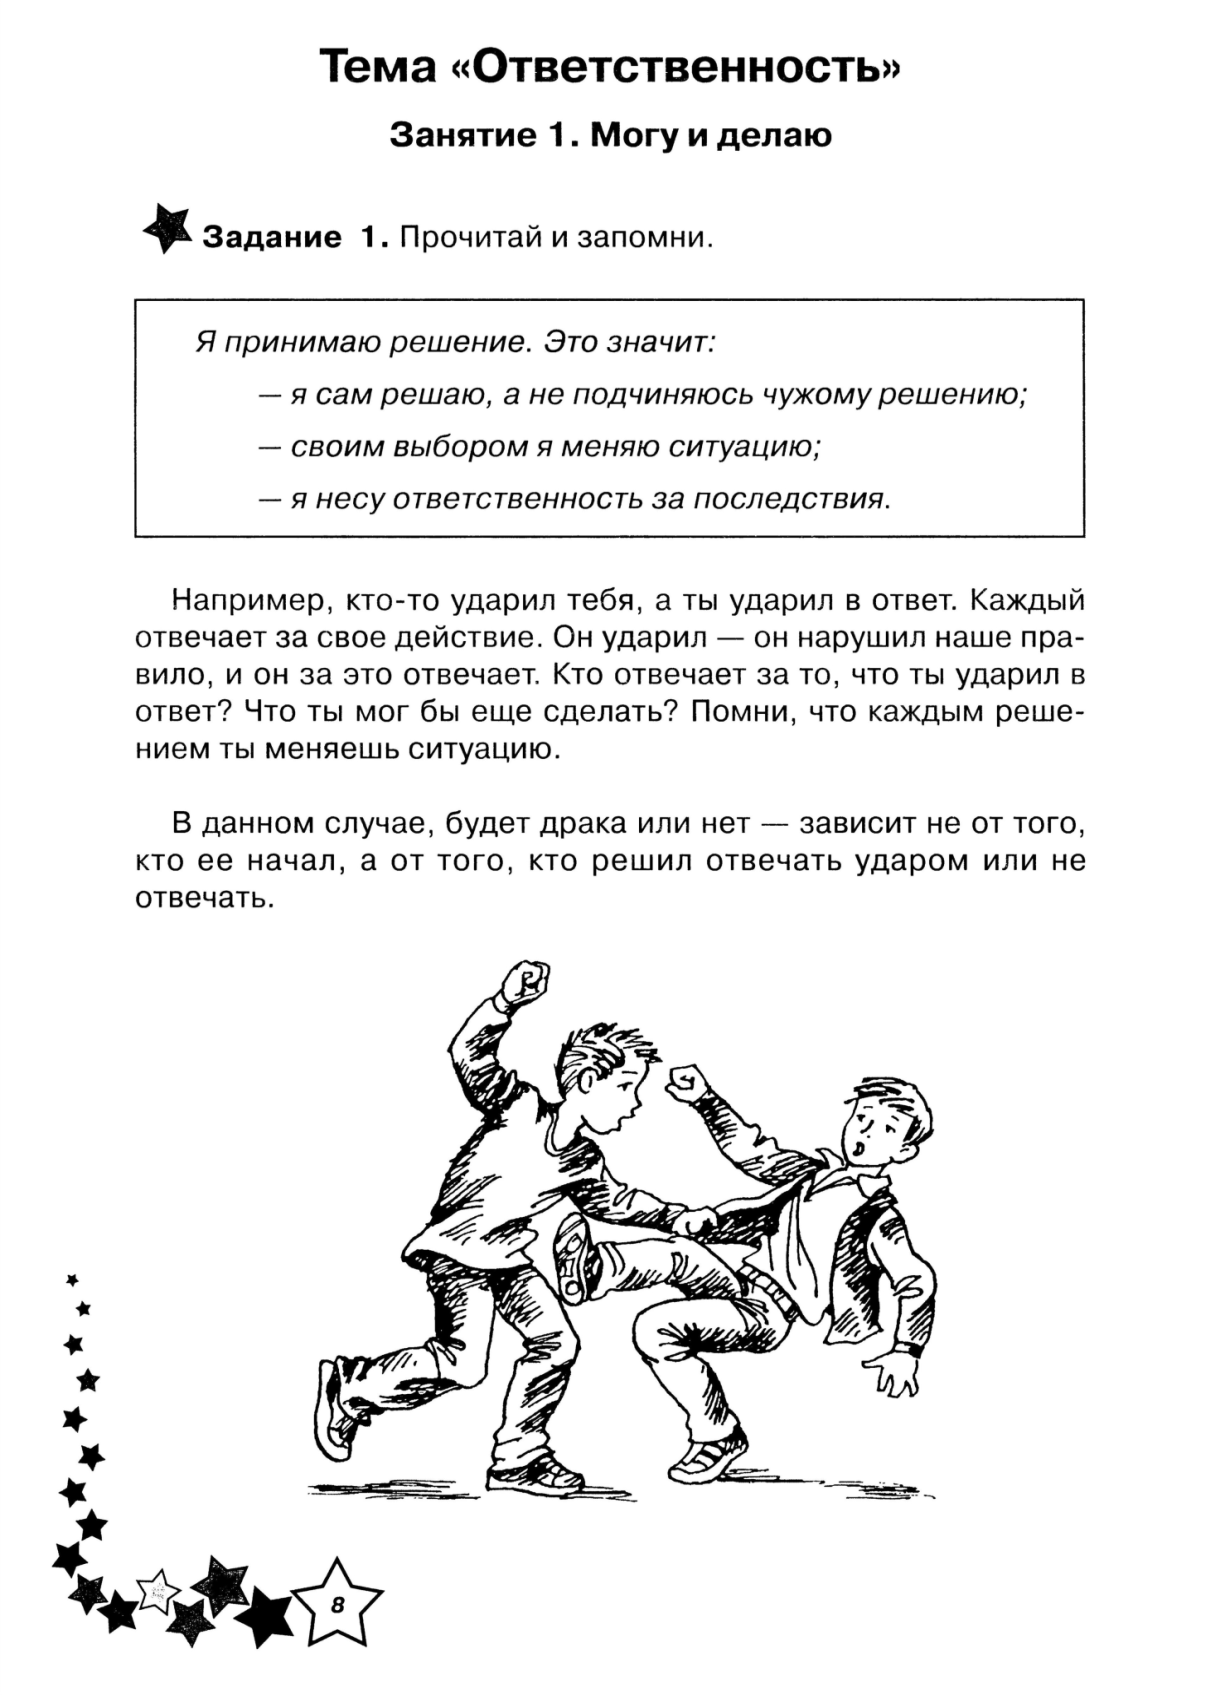 Тема «Ответственность»
Занятие 1. Могу и делаю
Задание 1. Прочитай и запомни.
Я принимаю решение. Это значит:
— я сам решаю, а не подчиняюсь чужому решению;
— своим выбором я меняю ситуацию;
— я несу ответственность за последствия.
Например, кто-то ударил тебя, а ты ударил в ответ. Каждый
отвечает за свое действие. Он ударил — он нарушил наше пра-
вило, и он за это отвечает. Кто отвечает за то, что ты ударил в
ответ? Что ты мог бы еще сделать? Помни, что каждым реше-
нием ты меняешь ситуацию.
В данном случае, будет драка или нет — зависит не от того,
кто ее начал, а от того, кто решил отвечать ударом или не
отвечать.
8